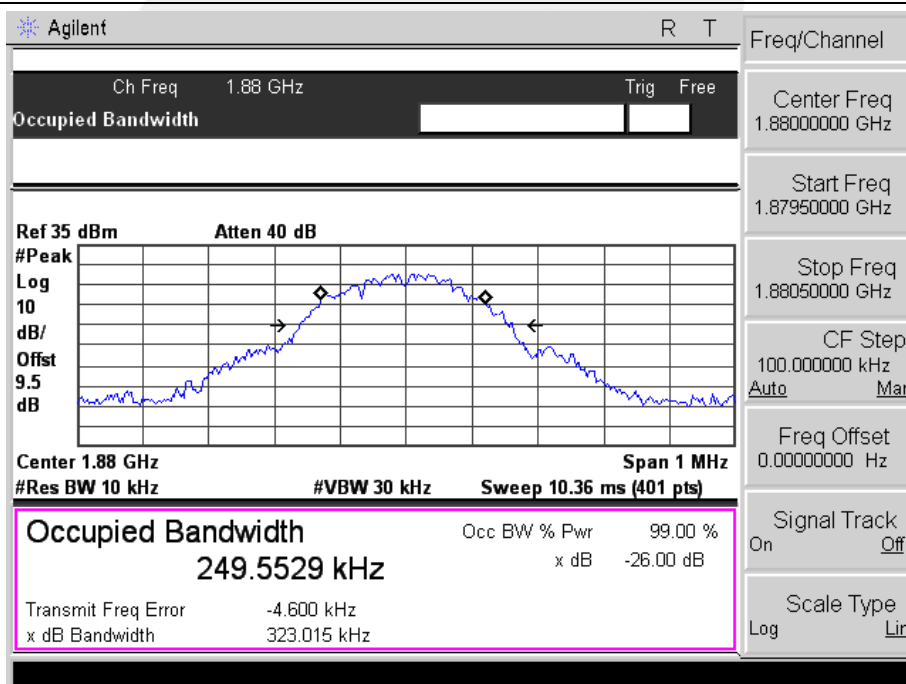 Agilent R T
Freq/Channel
Ch Freq 1.88 GHz Trig Free
Occupied Bandwidth
Center Freq
1.88000000 GHz
Start Freq
1.87950000 GHz
Stop Freq
1.88050000 GHz
CF Step
100.000000 kHz
Auto Mar
Freq Offset
0.00000000 Hz
Signal Track
On Off
Scale Type
Log Lin
Ref 35 dBm Atten 40 dB
#Peak
Log
10
dB/
Offst
9.5
dB
Center 1.88 GHz Span 1 MHz
#Res BW 10 kHz #VBW 30 kHz Sweep 10.36 ms (401 pts)
Occupied Bandwidth Occ BW % Pwr 99.00 %
249.5529 kHz x dB -26.00 dB
Transmit Freq Error -4.600 kHz
x dB Bandwidth 323.015 kHz